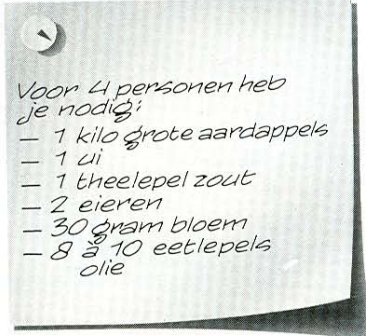 Voor 4 personen heb
je nodig:
– 1 kilo grote aardappels
– 1 ui
– 1 theelepel zout
– 2 eieren
– 30 gram bloem
– 8 à 10 eetlepels
olie